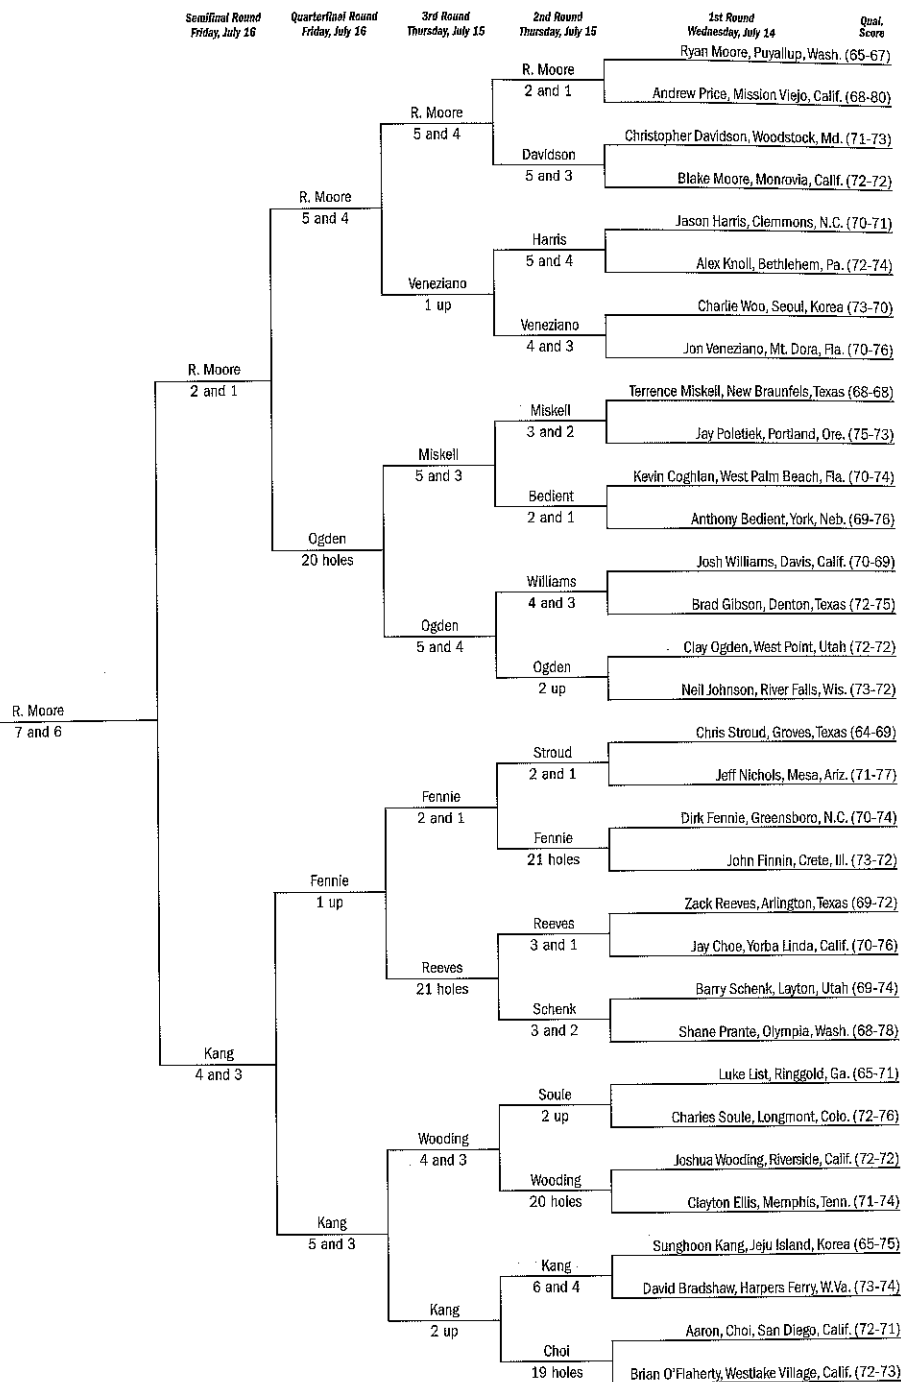 Semifinal Round
Friday, July 16
Quarterfinal Round
Friday, July 16
3rd Round
Thursday, July 15
2nd Round
Thursday, July 15
1st Round
Wednesday, July 14
Qual.
Score
Ryan Moore, Puyallup, Wash. (65-67)
R. Moore
2 and 1
Andrew Price, Mission Viejo, Calif. (68-80)
R. Moore
5 and 4
Christopher Davidson, Woodstock, Md. (71-73)
Davidson
5 and 3
Blake Moore, Monrovia, Calif. (72-72)
R. Moore
5 and 4
Jason Harris, Clemmons, N.C. (70-71)
Harris
5 and 4
Alex Knoll, Bethlehem, Pa. (72-74)
Veneziano
1 up
Charlie Woo, Seoul, Korea (73-70)
Veneziano
4 and 3
Jon Veneziano, Mt. Dora, Fla. (70-76)
R. Moore
2 and 1
Terrence Miskell, New Braunfels, Texas (68-68)
Miskell
3 and 2
Jay Poletiek, Portland, Ore. (75-73)
Miskell
5 and 3
Kevin Coghlan, West Palm Beach, Fla. (70-74)
Bedient
2 and 1
Anthony Bedient, York, Neb. (69-76)
Ogden
20 holes
Josh Williams, Davis, Calif. (70-69)
Williams
4 and 3
Brad Gibson, Denton, Texas (72-75)
Ogden
5 and 4
Clay Ogden, West Point, Utah (72-72)
Ogden
2 up
Neil Johnson, River Falls, Wis. (73-72)
R. Moore
7 and 6
Chris Stroud, Groves, Texas (64-69)
Stroud
2 and 1
Jeff Nichols, Mesa, Ariz. (71-77)
Fennie
2 and 1
Dirk Fennie, Greensboro, N.C. (70-74)
Fennie
21 holes
John Finnin, Crete, Ill. (73-72)
Fennie
1 up
Zack Reeves, Arlington, Texas (69-72)
Reeves
3 and 1
Jay Choe, Yorba Linda, Calif. (70-76)
Reeves
21 holes
Barry Schenk, Layton, Utah (69-74)
Schenk
3 and 2
Shane Prante, Olympia, Wash. (68-78)
Kang
4 and 3
Luke List, Ringgold, Ga. (65-71)
Soule
2 up
Charles Soule, Longmont, Colo. (72-76)
Wooding
4 and 3
Joshua Wooding, Riverside, Calif. (72-72)
Wooding
20 holes
Clayton Ellis, Memphis, Tenn. (71-74)
Kang
5 and 3
Sunghoon Kang, Jeju Island, Korea (65-75)
Kang
6 and 4
David Bradshaw, Harpers Ferry, W.Va. (73-74)
Kang
2 up
Aaron, Choi, San Diego, Calif. (72-71)
Choi
19 holes
Brian O'Flaherty, Westlake Village, Calif. (72-73)